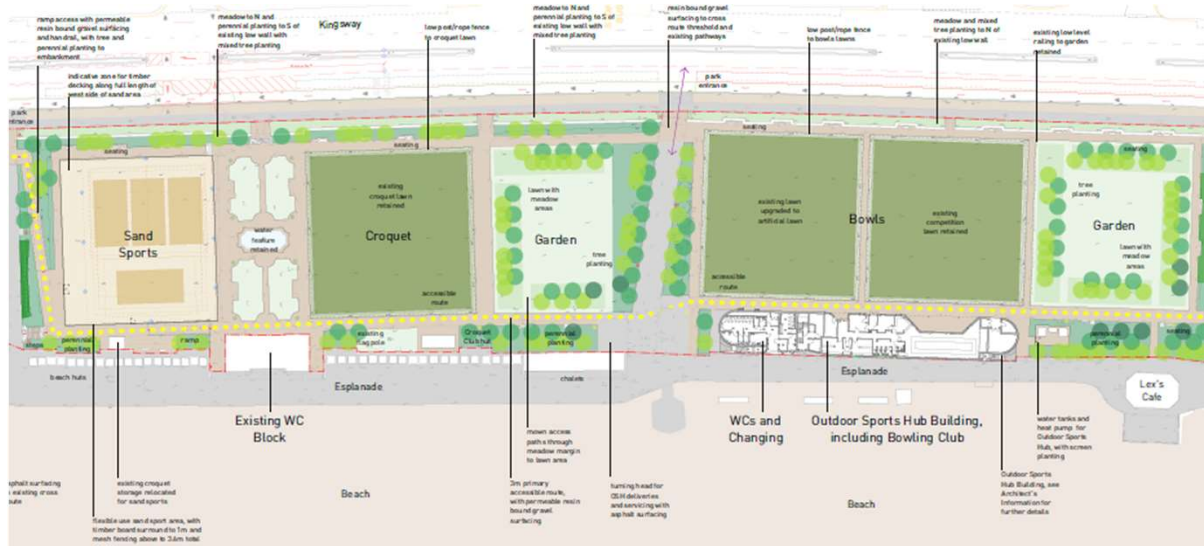 ramp access with permeable
resin bound gravel surfacing
and handrail, with tree and
perennial planting to
embankment
meadow to N and
perennial planting to S of
existing low wall with
mixed tree planting
Kingsway
low post/rope fence
to croquet lawn
meadow to N and
perennial planting to S of
existing low wall with
mixed tree planting
resin bound gravel
surfacing to cross
route threshold and
existing pathways
low post/rope fence
to bowls lawns
meadow and mixed
tree planting to N of
existing low wall
existing low level
railing to garden
retained
indicative zone for timber
decking along full length of
west side of sand area
park
entrance
park
entrance
seating
seating
seating
seating
Sand
Sports
water
feature
retained
existing
croquet lawn
retained
Croquet
accessible
route
lawn with
meadow
areas
Garden
tree
planting
existing lawn
upgraded to
artificial lawn
Bowls
existing
competition
lawn retained
accessible
route
tree
planting
Garden
lawn with
meadow
areas
steps
perennial
planting
ramp
existing
flagpole
Croquet
Club hut
perennial
planting
perennial
planting
seating
beach huts
Esplanade
chalets
Esplanade
Lex's
Cafe
Existing WC
Block
WCs and
Changing
Outdoor Sports Hub Building,
including Bowling Club
water tanks and
heat pump for
Outdoor Sports
Hub, with screen
planting
mown access
paths through
meadow margin
to lawn area
asphalt surfacing
existing cross
route
existing croquet
storage relocated
for sand sports
Beach
3m primary
accessible route,
with permeable resin
bound gravel
surfacing
turning head for
OSH deliveries
and servicing with
asphalt surfacing
Beach
Outdoor Sports
Hub Building, see
Architect's
Information for
further details
flexible use sand sport area, with
timber board surround to 1m and
mesh fencing above to 3.6m total